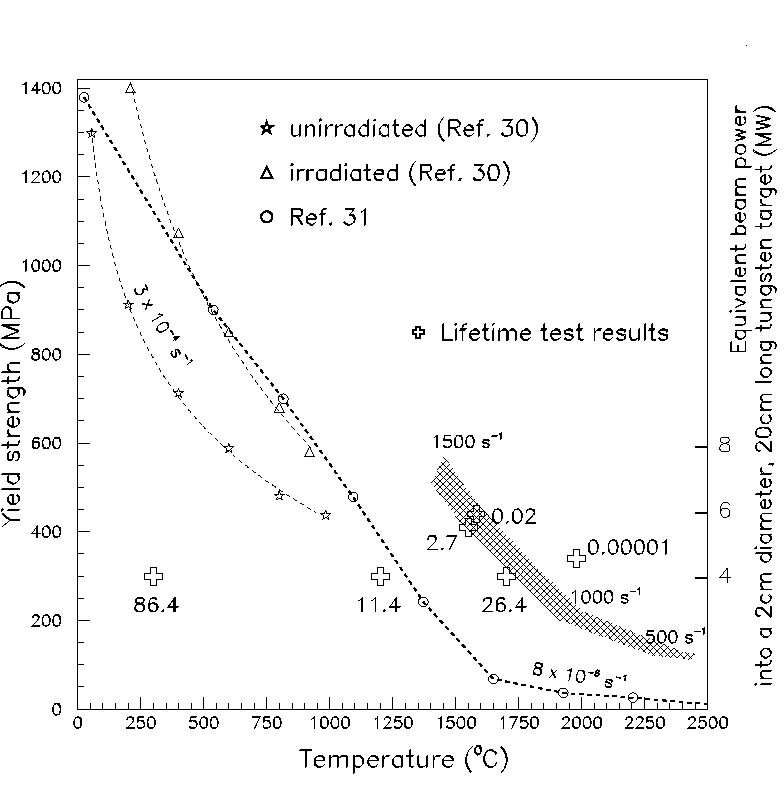 1400
1200
1000
800
600
400
200
0
Yield strength (MPa)
unirradiated (Ref. 30)
irradiated (Ref. 30)
Ref. 31
3 x 10⁻⁴ s⁻¹
Lifetime test results
1500 s⁻¹
0.02
2.7
0.00001
86.4
11.4
26.4
1000 s⁻¹
500 s⁻¹
8 x 10⁻⁸ s⁻¹
0 250 500 750 1000 1250 1500 1750 2000 2250 2500
Temperature (⁰C)
8
6
4
Equivalent beam power
into a 2cm diameter, 20cm long tungsten target (MW)